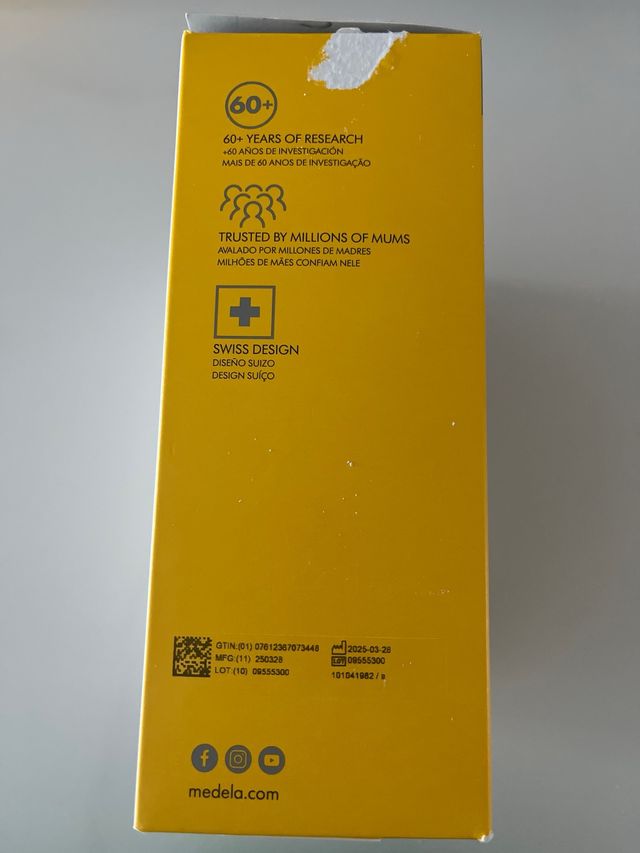 60+
60+ YEARS OF RESEARCH
+60 AÑOS DE INVESTIGACIÓN
MAIS DE 60 ANOS DE INVESTIGAÇÃO
TRUSTED BY MILLIONS OF MUMS
AVALADO POR MILLONES DE MADRES
MILHÕES DE MÃES CONFIAM NELE
SWISS DESIGN
DISEÑO SUIZO
DESIGN SUÍÇO
GTIN:(01) 07612367073448
MFG:(11) 250328
LOT:(10) 09555300
2025-03-28
LOT 09555300
101041962 / a
medela.com